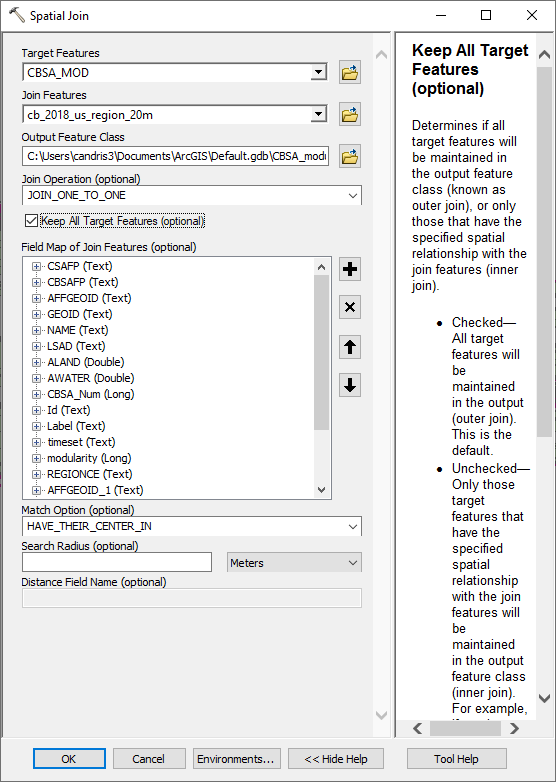 Spatial Join
Target Features
CBSA_MOD
Join Features
cb_2018_us_region_20m
Output Feature Class
C:\Users\candris3\Documents\ArcGIS\Default.gdb\CBSA_modu
Join Operation (optional)
JOIN_ONE_TO_ONE
Keep All Target Features (optional)
Field Map of Join Features (optional)
CSAFP (Text)
CBSAFP (Text)
AFFGEOID (Text)
GEOID (Text)
NAME (Text)
LSAD (Text)
ALAND (Double)
AWATER (Double)
CBSA_Num (Long)
Id (Text)
Label (Text)
timeset (Text)
modularity (Long)
REGIONCE (Text)
AFFGEOID_1 (Text)
Match Option (optional)
HAVE_THEIR_CENTER_IN
Search Radius (optional)
Meters
Distance Field Name (optional)
Keep All Target
Features
(optional)
Determines if all
target features will
be maintained in
the output feature
class (known as
outer join), or only
those that have the
specified spatial
relationship with the
join features (inner
join).
• Checked—
All target
features will
be
maintained
in the output
(outer join).
This is the
default.
• Unchecked—
Only those
target
features that
have the
specified
spatial
relationship
with the join
features will
be
maintained
in the output
feature class
(inner join).
For example,
OK
Cancel
Environments...
<< Hide Help
Tool Help